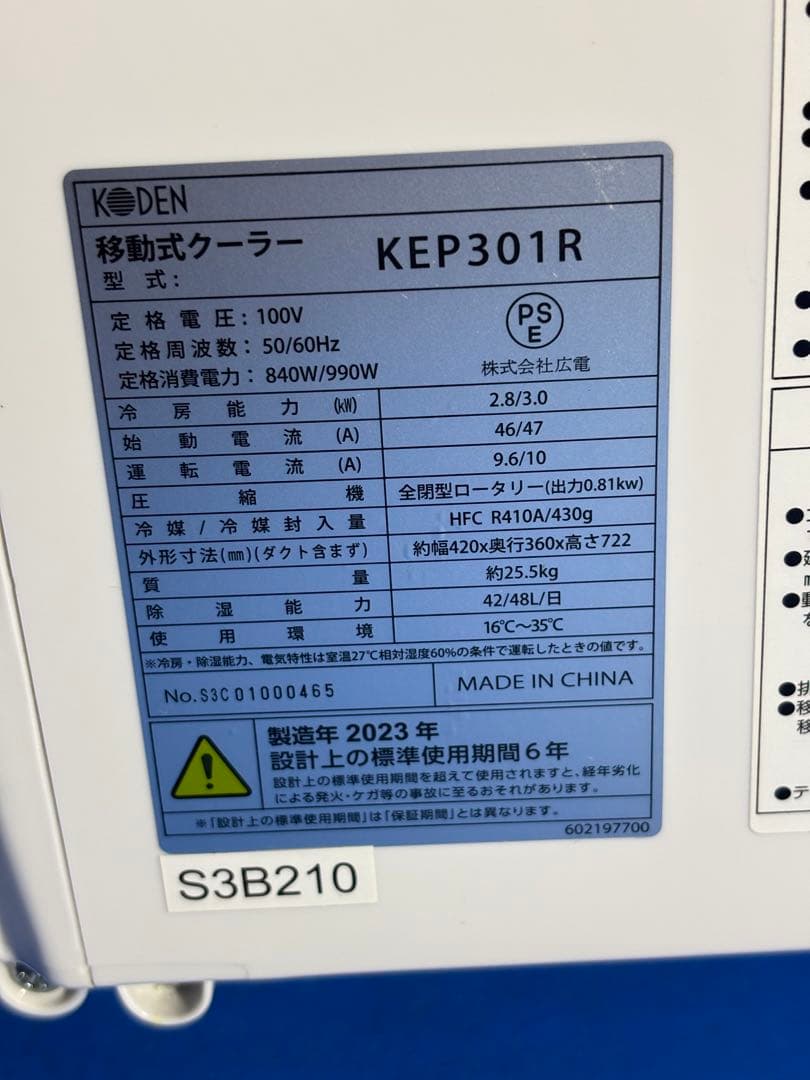 KODEN
移動式クーラー
型 式: KEP301R
定格電圧: 100V
定格周波数: 50/60Hz
定格消費電力: 840W/990W
PS
E
株式会社広電
冷房能力 (kW) 2.8/3.0
始動電流 (A) 46/47
運転電流 (A) 9.6/10
圧縮機 全閉型ロータリー(出力0.81kw)
冷媒/冷媒封入量 HFC R410A/430g
外形寸法(mm)(ダクト含まず) 約幅420x奥行360x高さ722
質量 約25.5kg
除湿能力 42/48L/日
使用環境 16℃～35℃
※冷房・除湿能力、電気特性は室温27℃相対湿度60%の条件で運転したときの値です。
No.S3C01000465 MADE IN CHINA
製造年 2023年
設計上の標準使用期間6年
設計上の標準使用期間を超えて使用されますと、経年劣化
による発火・ケガ等の事故に至るおそれがあります。
※「設計上の標準使用期間」は「保証期間」とは異なります。
602197700
S3B210